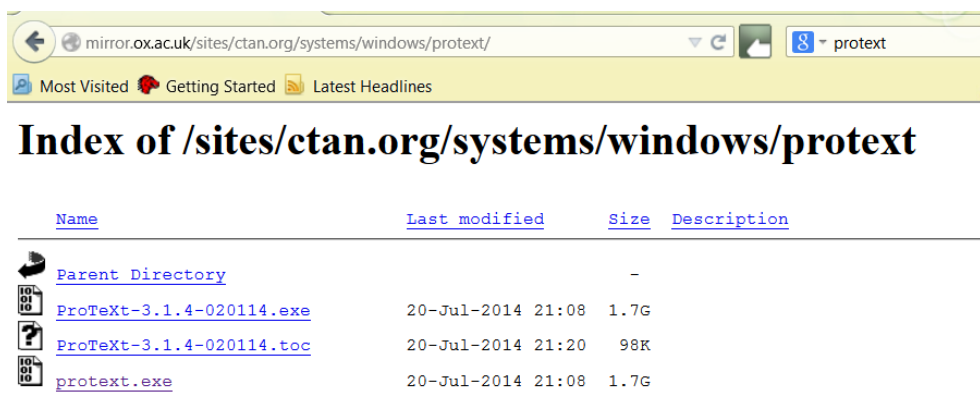 mirror.ox.ac.uk/sites/ctan.org/systems/windows/protext/ 8 protext
Most Visited Getting Started Latest Headlines
Index of /sites/ctan.org/systems/windows/protext
Name Last modified Size Description
Parent Directory -
ProTeXt-3.1.4-020114.exe 20-Jul-2014 21:08 1.7G
ProTeXt-3.1.4-020114.toc 20-Jul-2014 21:20 98K
protext.exe 20-Jul-2014 21:08 1.7G